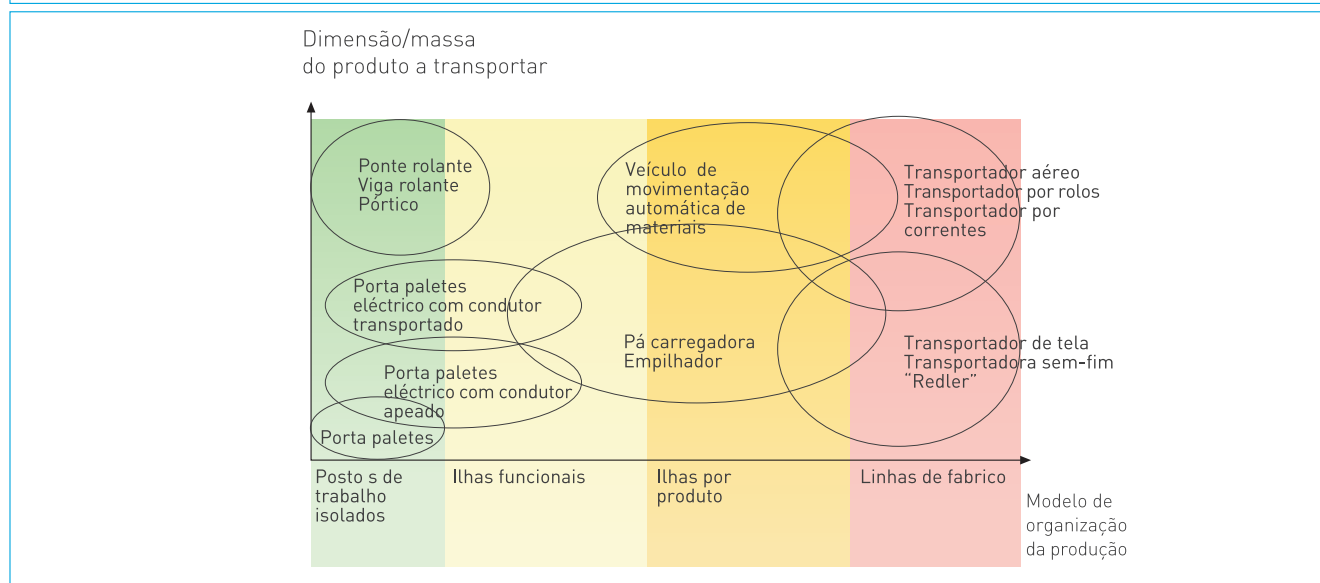 Dimensão/massa
do produto a transportar
Ponte rolante
Viga rolante
Pórtico
Veículo de
movimentação
automática de
materiais
Transportador aéreo
Transportador por rolos
Transportador por
correntes
Porta paletes
eléctrico com condutor
transportado
Pá carregadora
Empilhador
Transportador de tela
Transportadora sem-fim
“Redler”
Porta paletes
eléctrico com condutor
apeado
Porta paletes
Posto s de
trabalho
isolados
Ilhas funcionais
Ilhas por
produto
Linhas de fabrico
Modelo de
organização
da produção